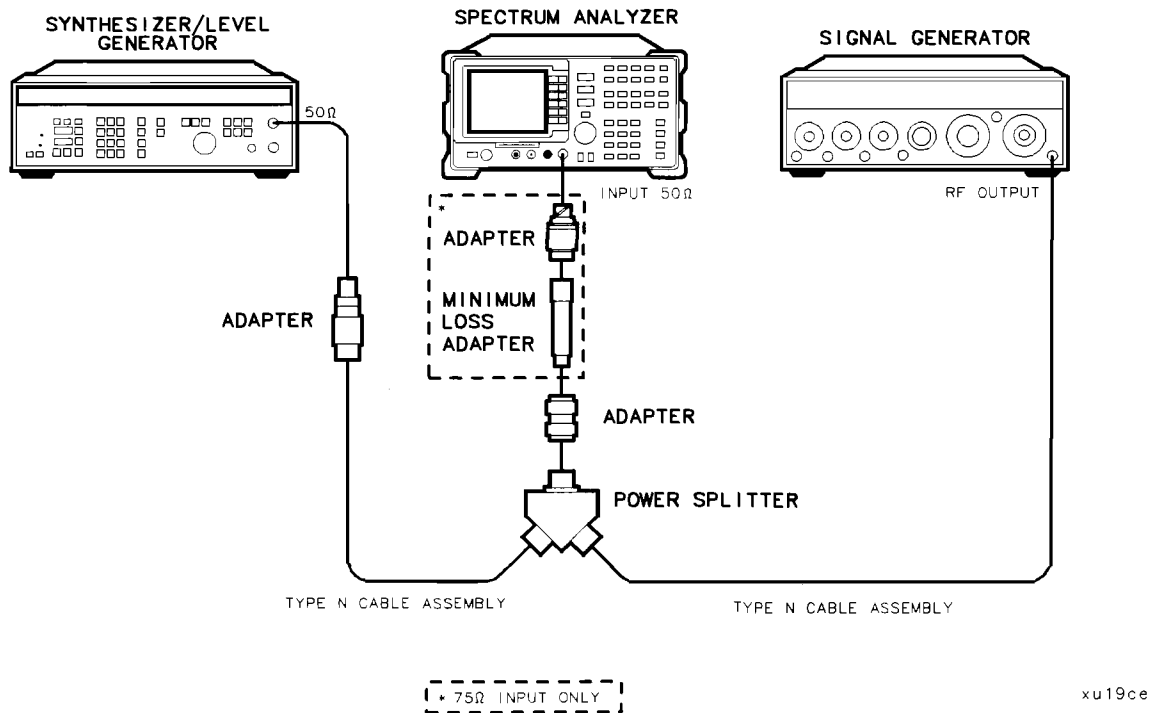 SYNTHESIZER/LEVEL
GENERATOR
SPECTRUM ANALYZER
SIGNAL GENERATOR
50Ω
INPUT 50Ω
RF OUTPUT
*
ADAPTER
MINIMUM
LOSS
ADAPTER
ADAPTER
ADAPTER
POWER SPLITTER
TYPE N CABLE ASSEMBLY
TYPE N CABLE ASSEMBLY
* 75Ω INPUT ONLY
xu19ce